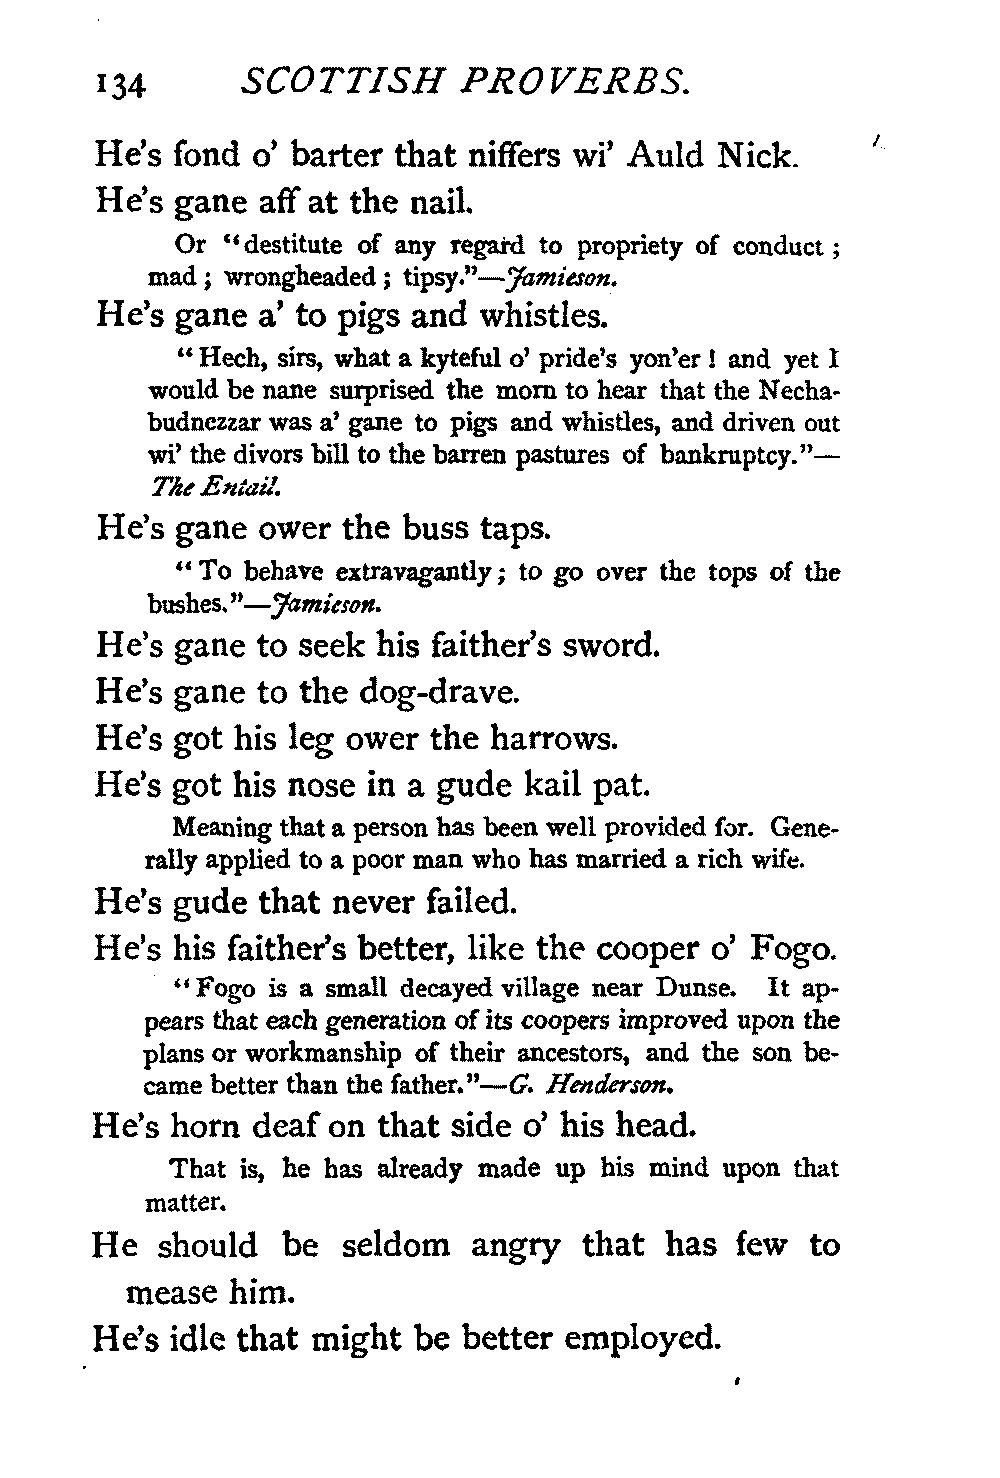 134 SCOTTISH PROVERBS.
He's fond o' barter that niffers wi' Auld Nick.
He's gane aff at the nail.
Or "destitute of any regard to propriety of conduct;
mad; wrongheaded; tipsy."—Jamieson.
He's gane a' to pigs and whistles.
"Hech, sirs, what a kyteful o' pride's yon'er! and yet I
would be nane surprised the morn to hear that the Necha-
budnezzar was a' gane to pigs and whistles, and driven out
wi' the divors bill to the barren pastures of bankruptcy."—
The Entail.
He's gane ower the buss taps.
"To behave extravagantly; to go over the tops of the
bushes."—Jamieson.
He's gane to seek his faither's sword.
He's gane to the dog-drave.
He's got his leg ower the harrows.
He's got his nose in a gude kail pat.
Meaning that a person has been well provided for. Gene-
rally applied to a poor man who has married a rich wife.
He's gude that never failed.
He's his faither's better, like the cooper o' Fogo.
"Fogo is a small decayed village near Dunse. It ap-
pears that each generation of its coopers improved upon the
plans or workmanship of their ancestors, and the son be-
came better than the father."—G. Henderson.
He's horn deaf on that side o' his head.
That is, he has already made up his mind upon that
matter.
He should be seldom angry that has few to
mease him.
He's idle that might be better employed.